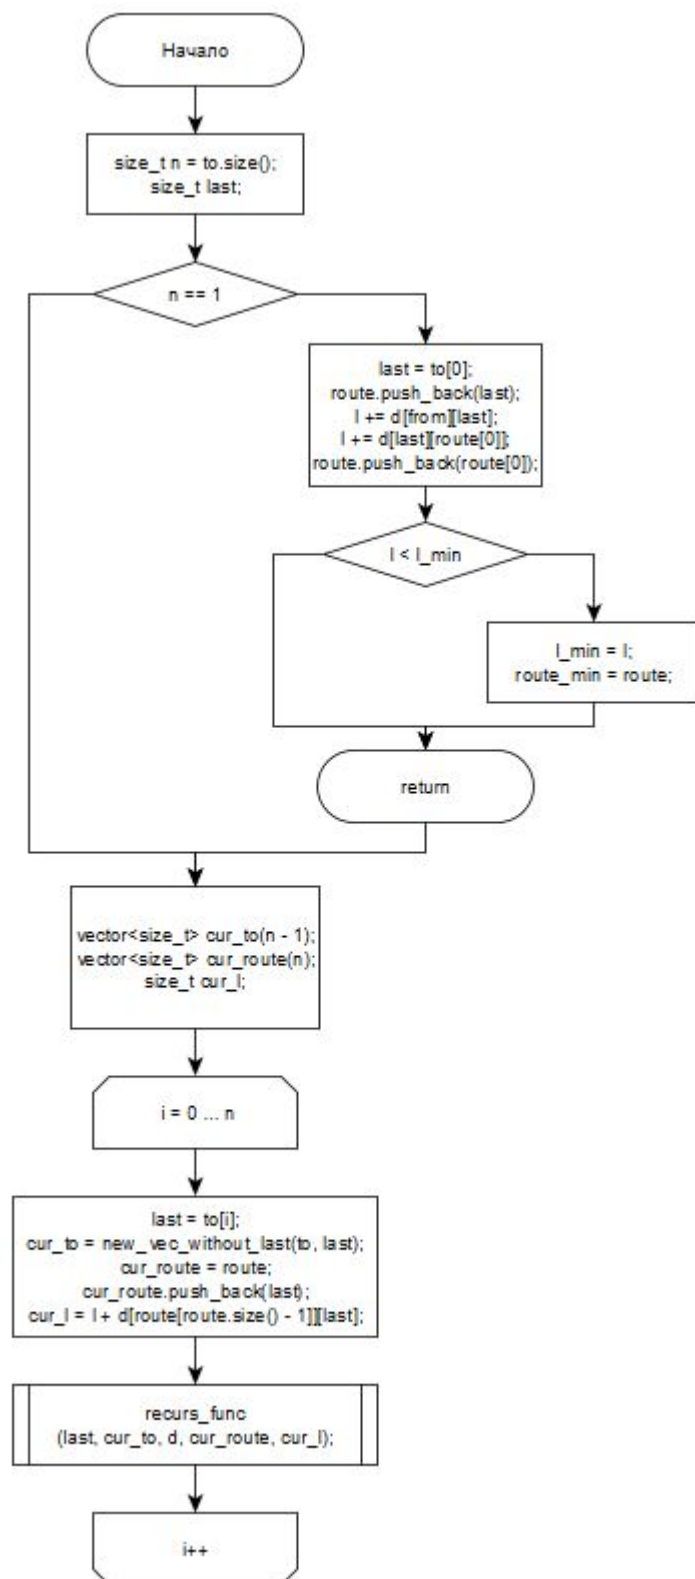 Начало
size_t n = to.size();
size_t last;
n == 1
last = to[0];
route.push_back(last);
l += d[from][last];
l += d[last][route[0]];
route.push_back(route[0]);
l < l_min
l_min = l;
route_min = route;
return
vector<size_t> cur_to(n - 1);
vector<size_t> cur_route(n);
size_t cur_l;
i = 0 ... n
last = to[i];
cur_to = new_vec_without_last(to, last);
cur_route = route;
cur_route.push_back(last);
cur_l = l + d[route[route.size() - 1]][last];
recurs_func
(last, cur_to, d, cur_route, cur_l);
i++